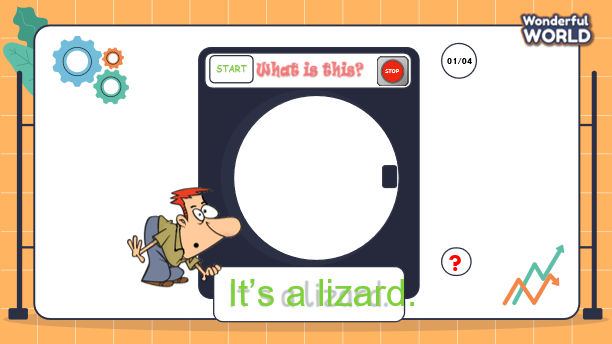 Wonderful
WORLD
START
What is this?
STOP
01/04
?
It's a lizard.